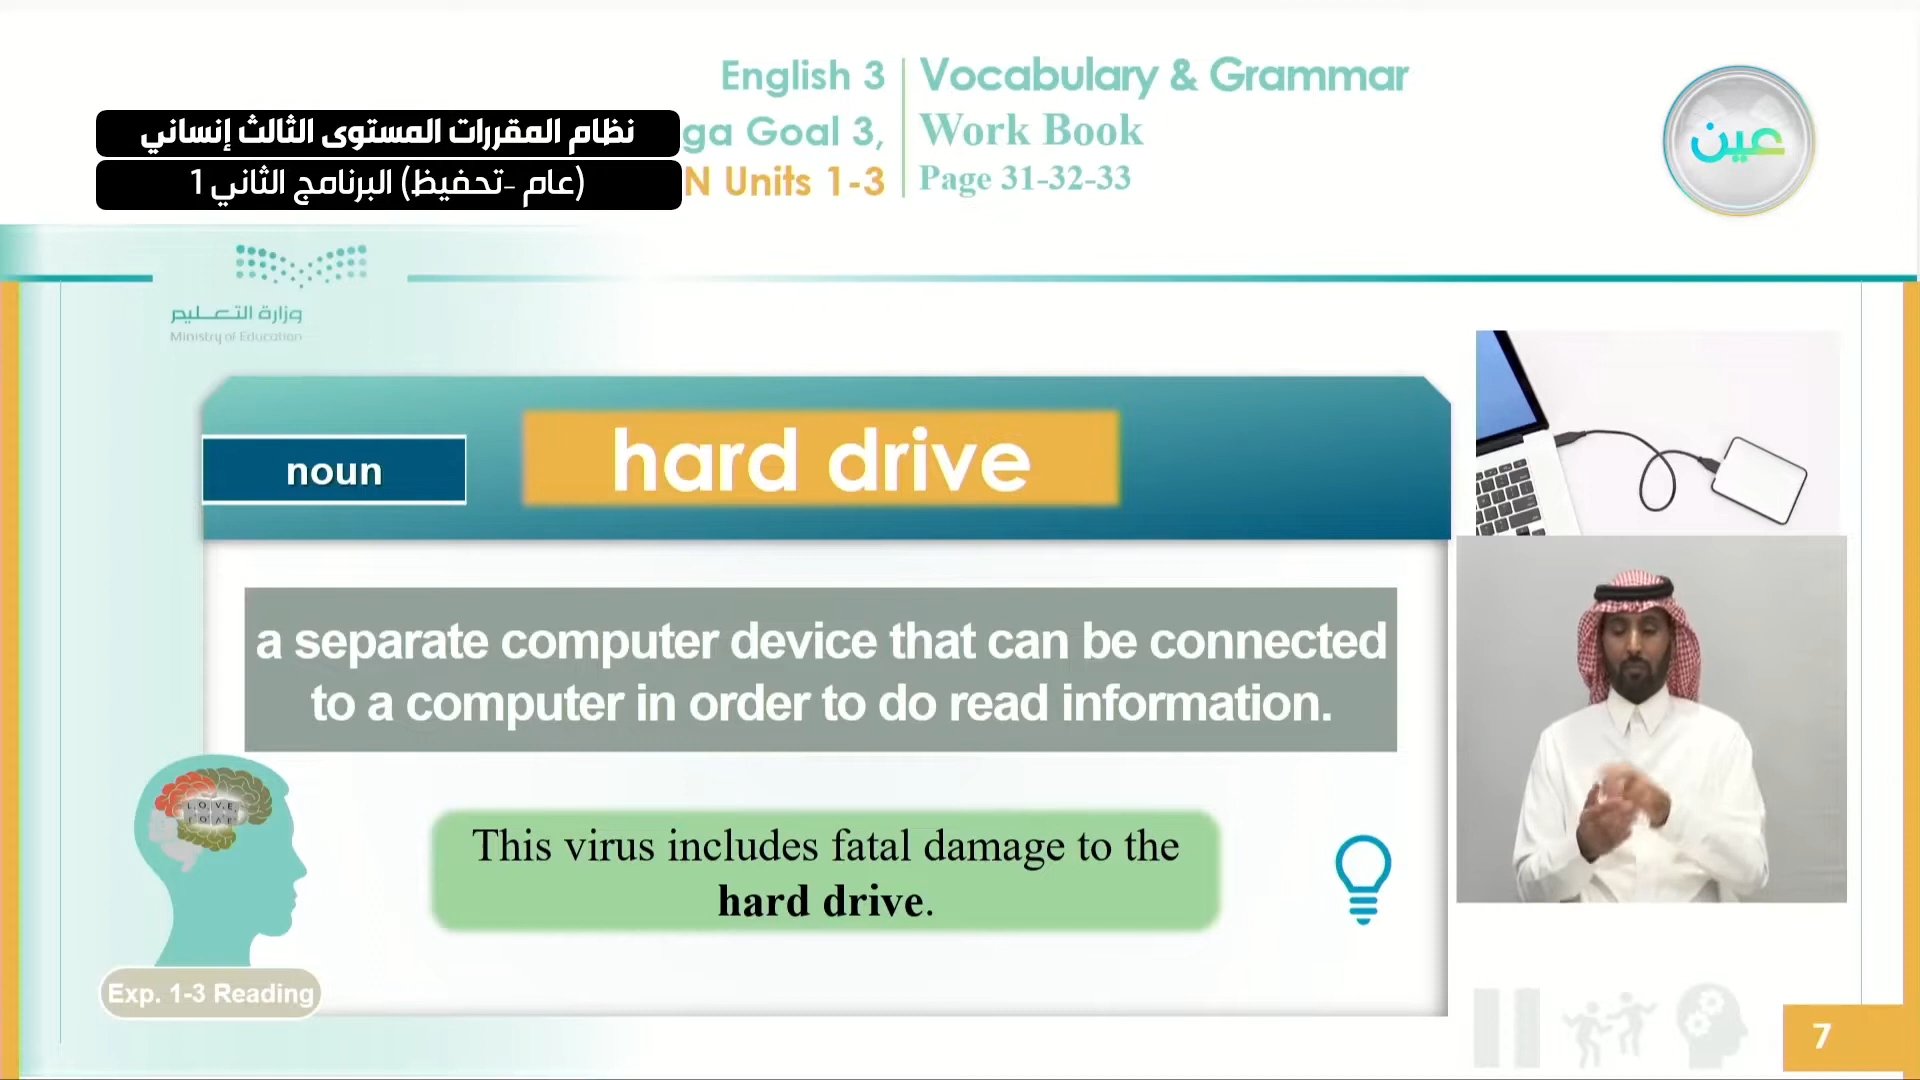 English 3
Vocabulary & Grammar
نظام المقررات المستوى الثالث إنساني
ga Goal 3,
Work Book
(عام -تحفيظ) البرنامج الثاني 1
N Units 1-3
Page 31-32-33
عين
وزارة التعليم
Ministry of Education
noun
hard drive
a separate computer device that can be connected
to a computer in order to do read information.
L.O.V.E.
This virus includes fatal damage to the
hard drive.
Exp. 1-3 Reading
7